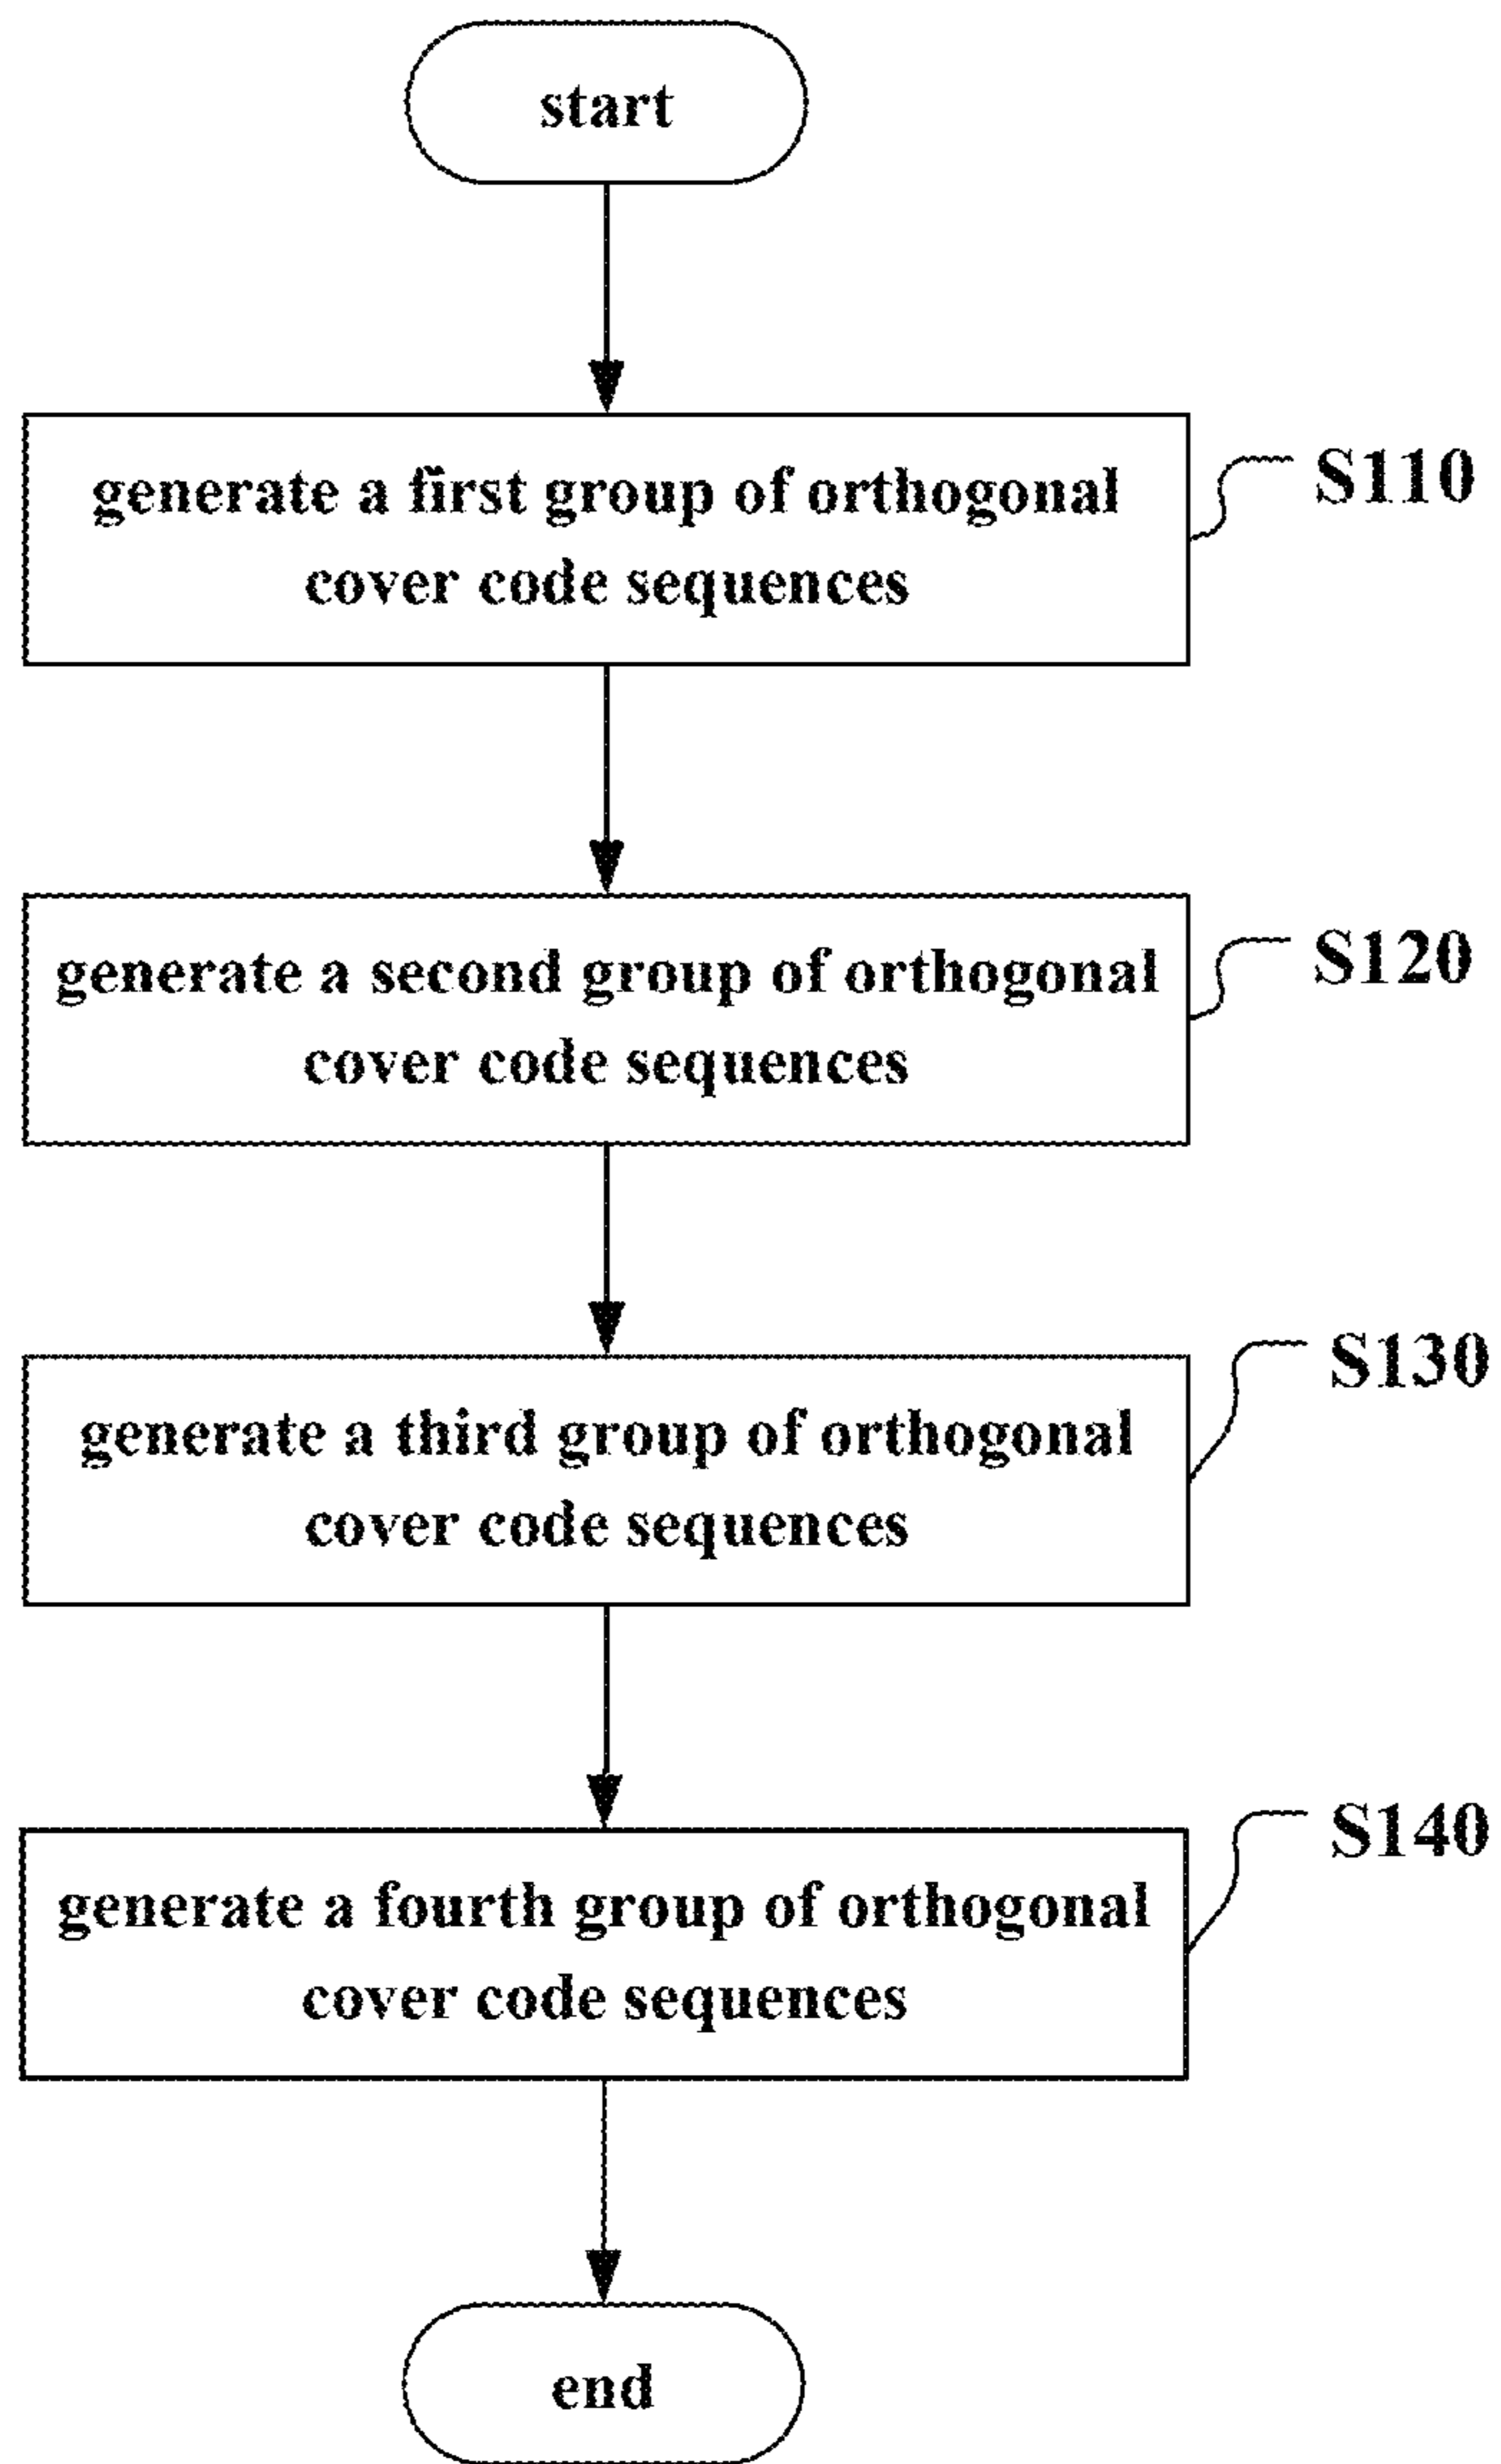 start
generate a first group of orthogonal
cover code sequences
S110
generate a second group of orthogonal
cover code sequences
S120
generate a third group of orthogonal
cover code sequences
S130
generate a fourth group of orthogonal
cover code sequences
S140
end